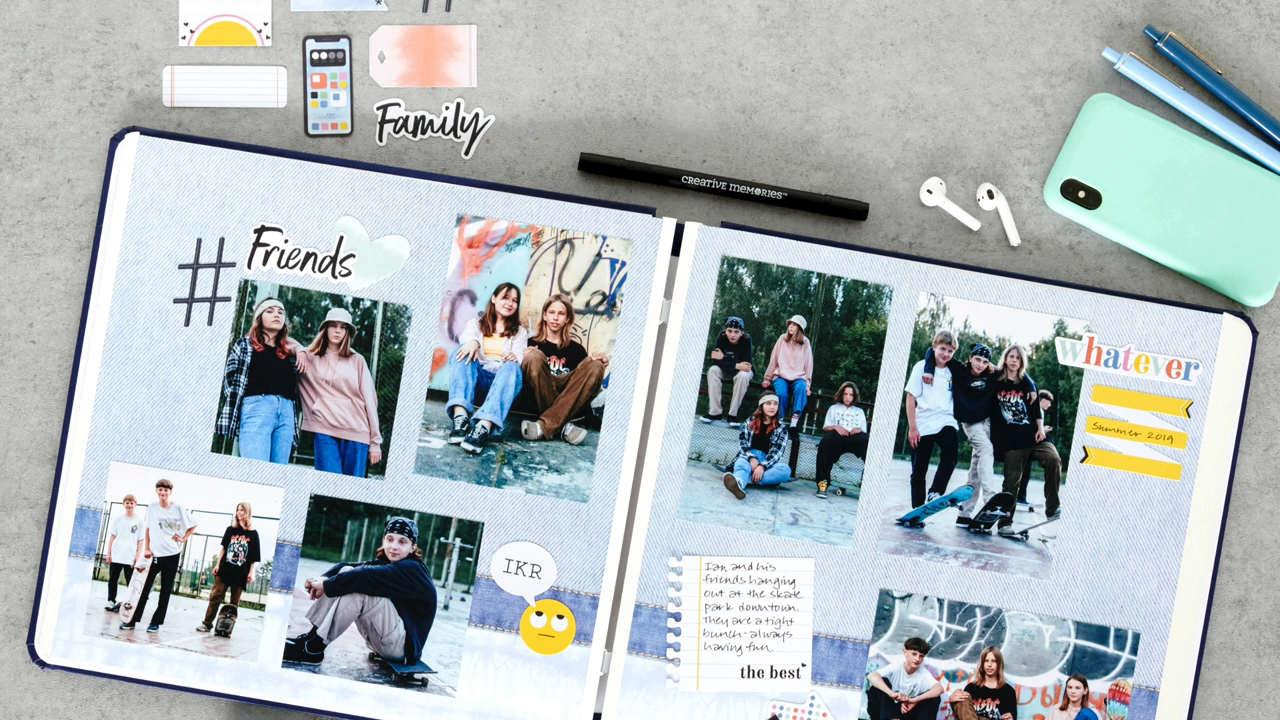 Family
CREATIVE MEMORIES™
# Friends
whatever
Summer 2019
IKR
Ian and his
friends hanging
out at the skate
park downtown.
They are a tight
bunch-always
having fun.
the best